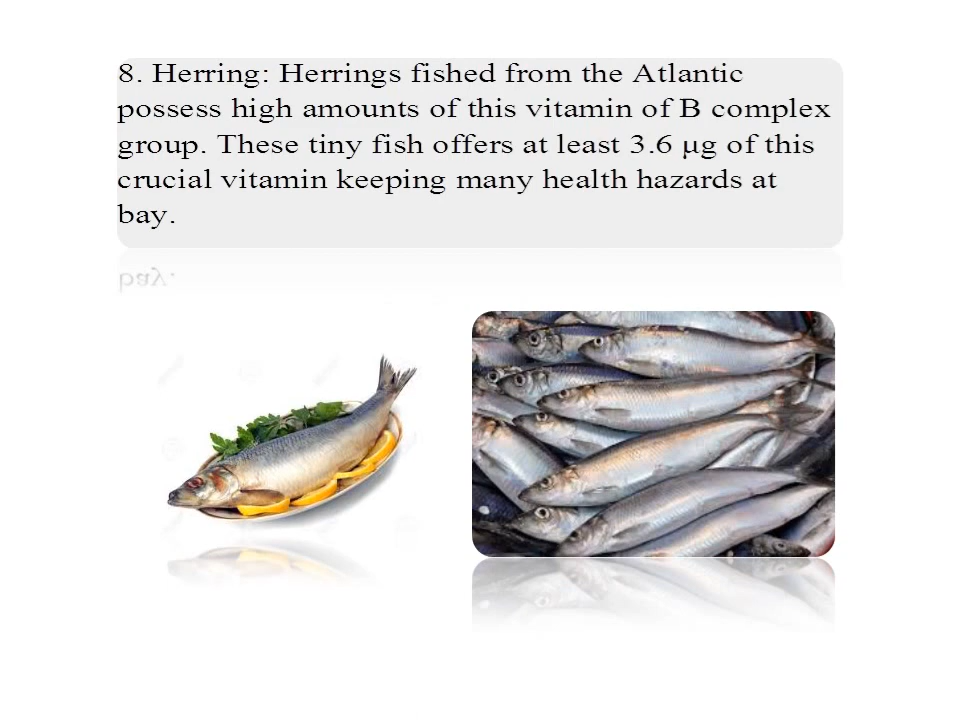 8. Herring: Herrings fished from the Atlantic
possess high amounts of this vitamin of B complex
group. These tiny fish offers at least 3.6 µg of this
crucial vitamin keeping many health hazards at
bay.